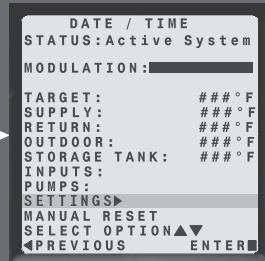 DATE / TIME
STATUS:Active System
MODULATION:
TARGET: ###°F
SUPPLY: ###°F
RETURN: ###°F
OUTDOOR: ###°F
STORAGE TANK: ###°F
INPUTS:
PUMPS:
SETTINGS▶
MANUAL RESET
SELECT OPTION▲▼
◀PREVIOUS ENTER■